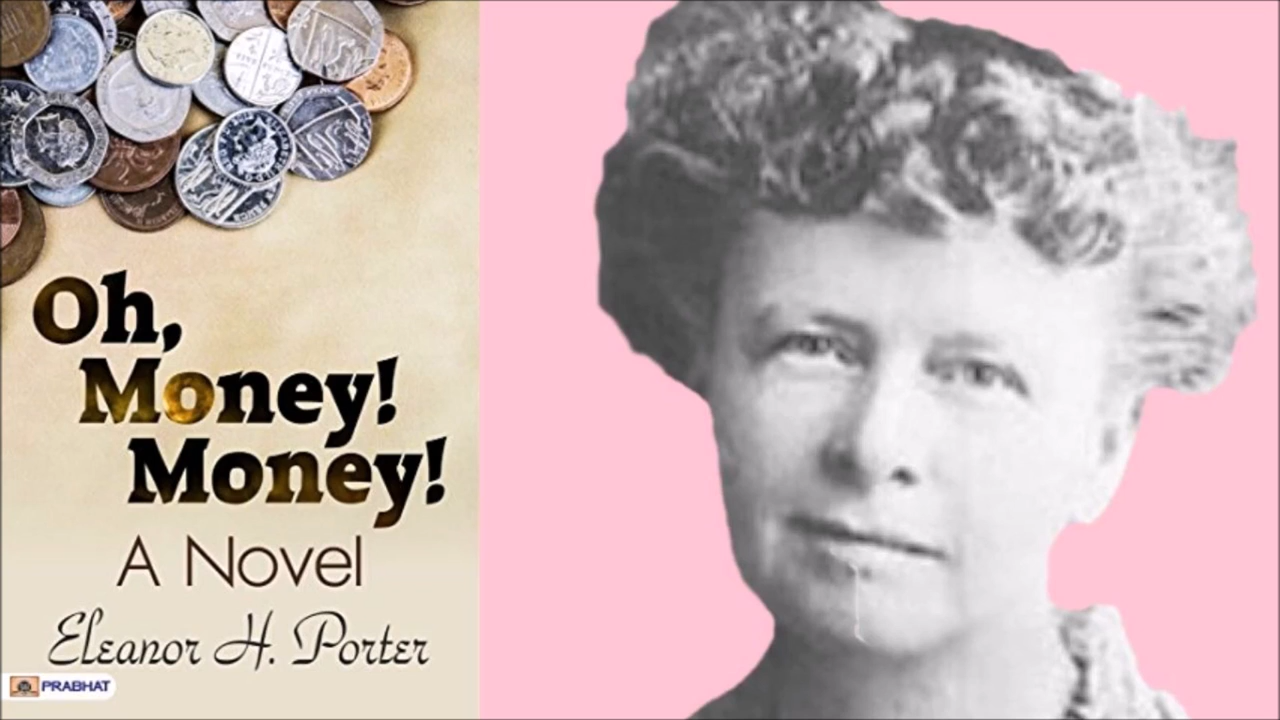 Oh,
Money!
Money!
A Novel
Eleanor H. Porter
PRABHAT